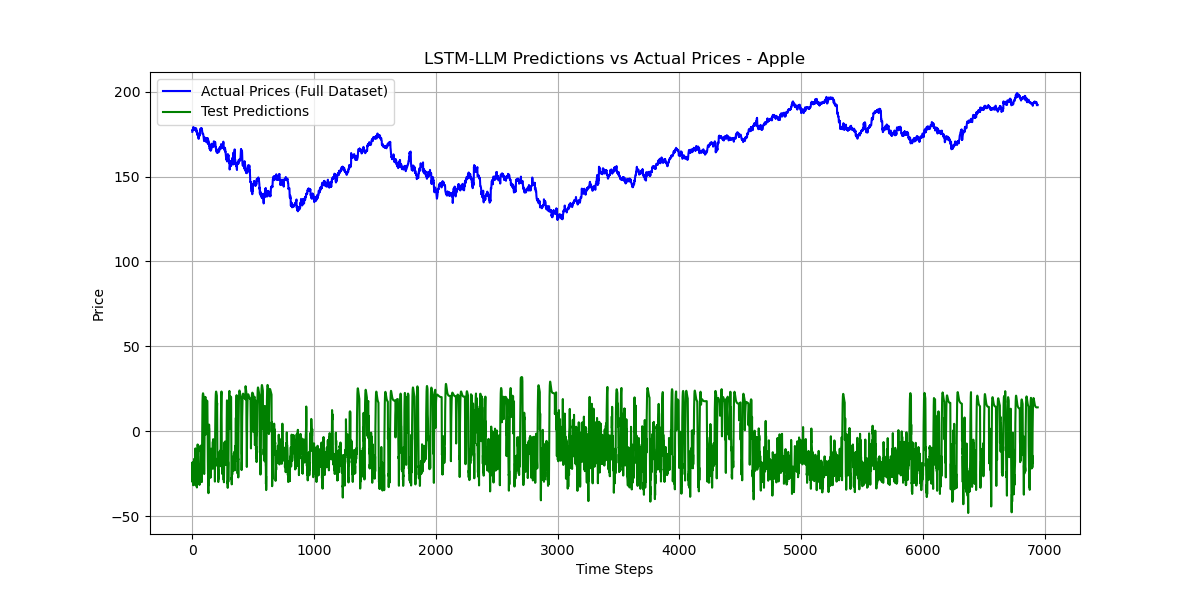 LSTM-LLM Predictions vs Actual Prices - Apple
Actual Prices (Full Dataset)
Test Predictions
200
150
100
50
0
−50
Price
0 1000 2000 3000 4000 5000 6000 7000
Time Steps